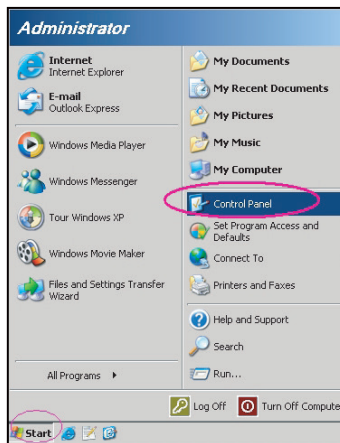 Administrator
Internet
Internet Explorer
E-mail
Outlook Express
Windows Media Player
Windows Messenger
Tour Windows XP
Windows Movie Maker
Files and Settings Transfer
Wizard
All Programs
My Documents
My Recent Documents
My Pictures
My Music
My Computer
Control Panel
Set Program Access and
Defaults
Connect To
Printers and Faxes
Help and Support
Search
Run...
Log Off
Turn Off Compute
Start